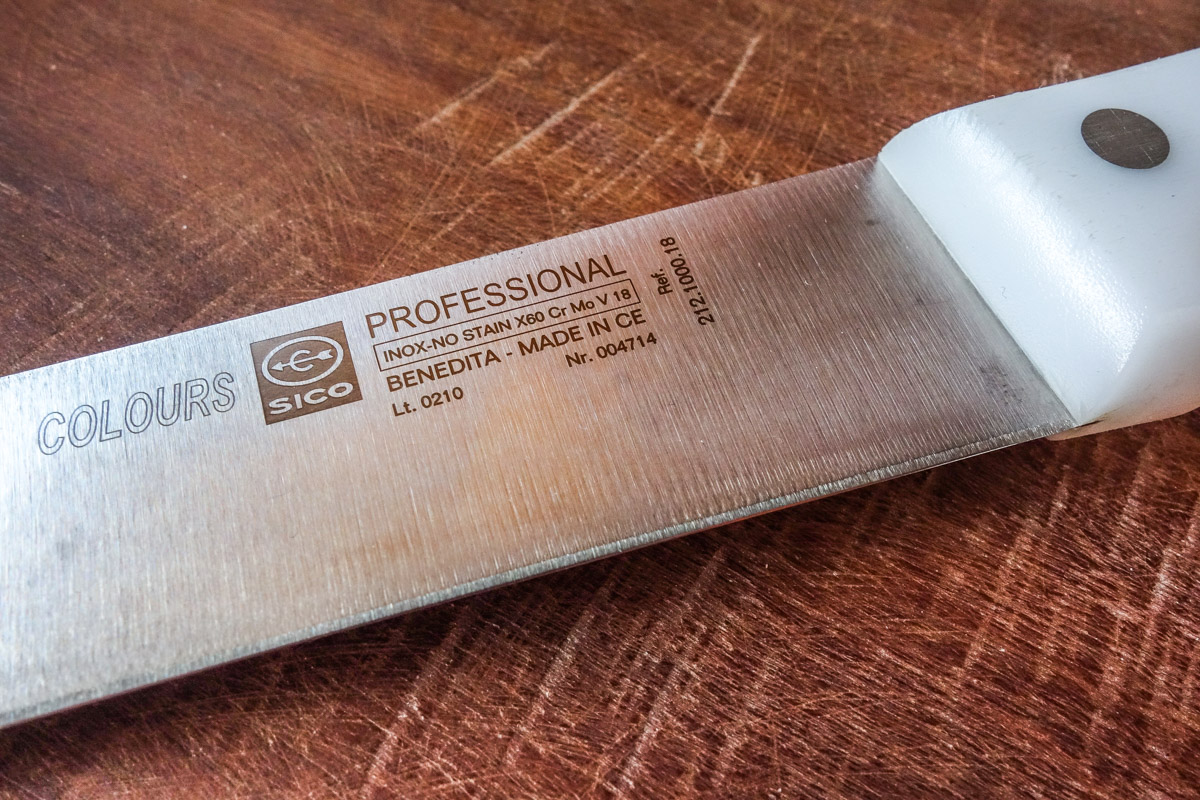 COLOURS
SICO
PROFESSIONAL
INOX-NO STAIN X60 Cr Mo V 18
BENEDITA - MADE IN CE
Lt. 0210
Nr. 004714
Ref.
212.1000.18